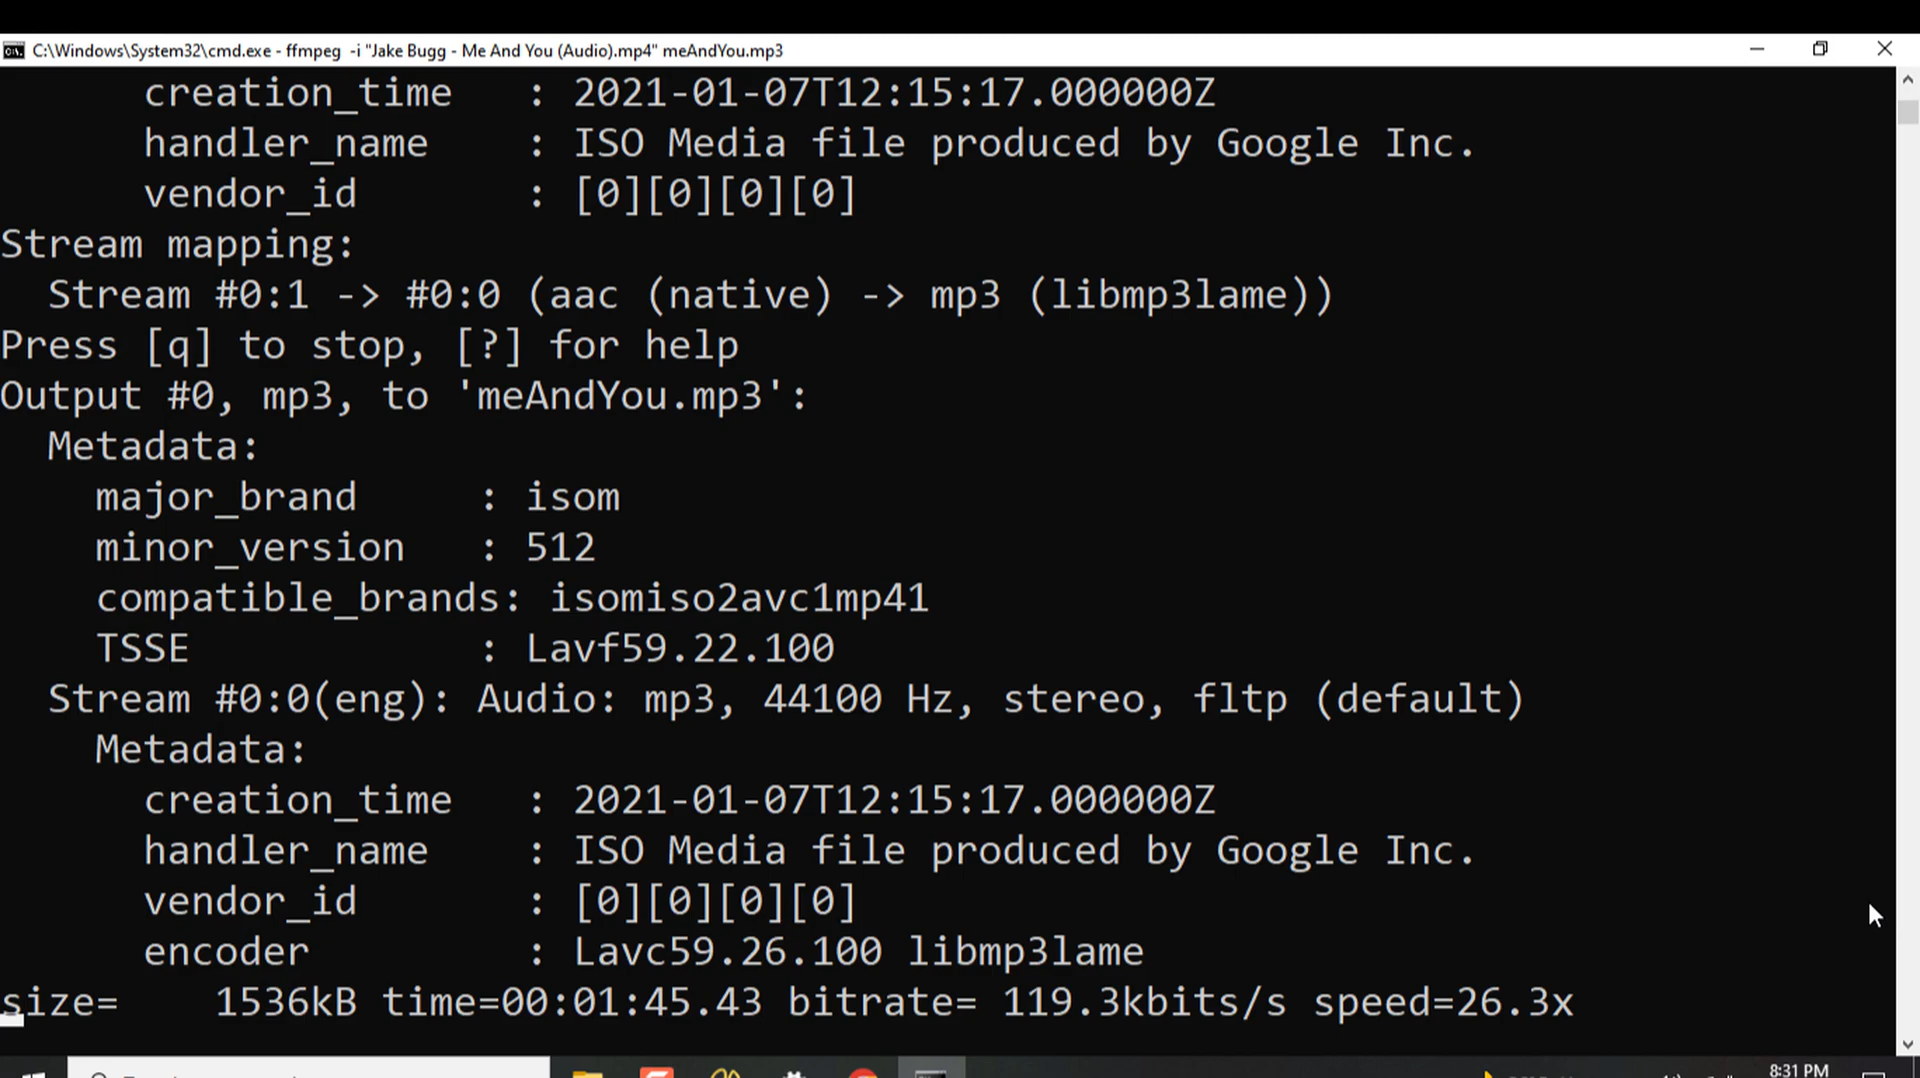 C:\Windows\System32\cmd.exe - ffmpeg  -i "Jake Bugg - Me And You (Audio).mp4" meAndYou.mp3
creation_time   : 2021-01-07T12:15:17.000000Z
handler_name    : ISO Media file produced by Google Inc.
vendor_id       : [0][0][0][0]
Stream mapping:
Stream #0:1 -> #0:0 (aac (native) -> mp3 (libmp3lame))
Press [q] to stop, [?] for help
Output #0, mp3, to 'meAndYou.mp3':
Metadata:
major_brand     : isom
minor_version   : 512
compatible_brands: isomiso2avc1mp41
TSSE            : Lavf59.22.100
Stream #0:0(eng): Audio: mp3, 44100 Hz, stereo, fltp (default)
Metadata:
creation_time   : 2021-01-07T12:15:17.000000Z
handler_name    : ISO Media file produced by Google Inc.
vendor_id       : [0][0][0][0]
encoder         : Lavc59.26.100 libmp3lame
size=    1536kB time=00:01:45.43 bitrate= 119.3kbits/s speed=26.3x
8:31 PM